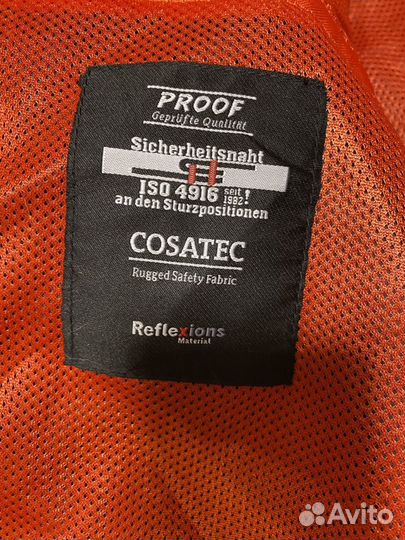 PROOF
Geprüfte Qualität
Sicherheitsnaht
ISO 4916 seit 1982!
an den Sturzpositionen
COSATEC
Rugged Safety Fabric
Reflexions
Material
Avito